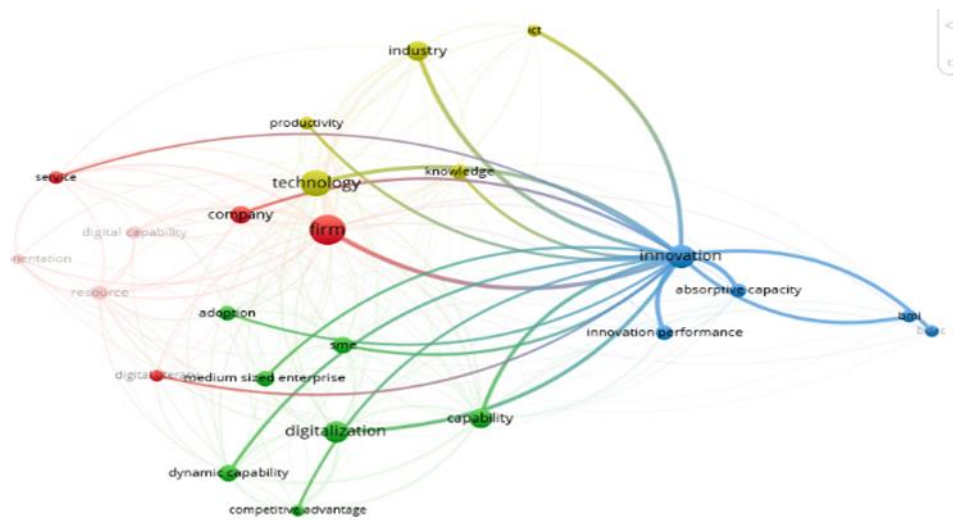 ict
industry
productivity
technology
knowledge
service
company
firm
digital capability
resource
innovation
absorptive capacity
innovation performance
bmi
adoption
sme
medium sized enterprise
digitalization
capability
dynamic capability
competitive advantage